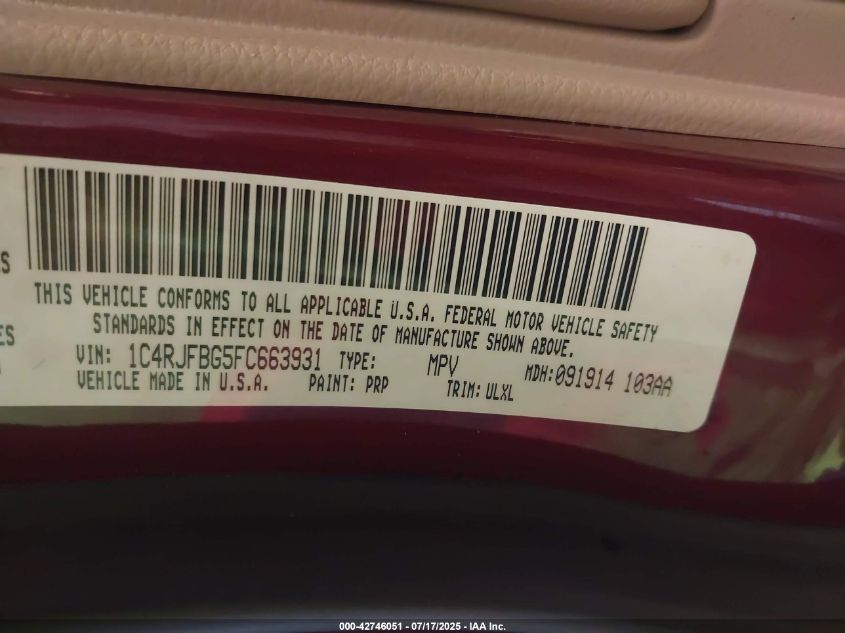 S
ES
THIS VEHICLE CONFORMS TO ALL APPLICABLE U.S.A. FEDERAL MOTOR VEHICLE SAFETY
STANDARDS IN EFFECT ON THE DATE OF MANUFACTURE SHOWN ABOVE.
VIN: 1C4RJFBG5FC663931 TYPE: MPV MDH:091914 103AA
VEHICLE MADE IN U.S.A. PAINT: PRP TRIM:ULXL
000-42746051 - 07/17/2025 - IAA Inc.